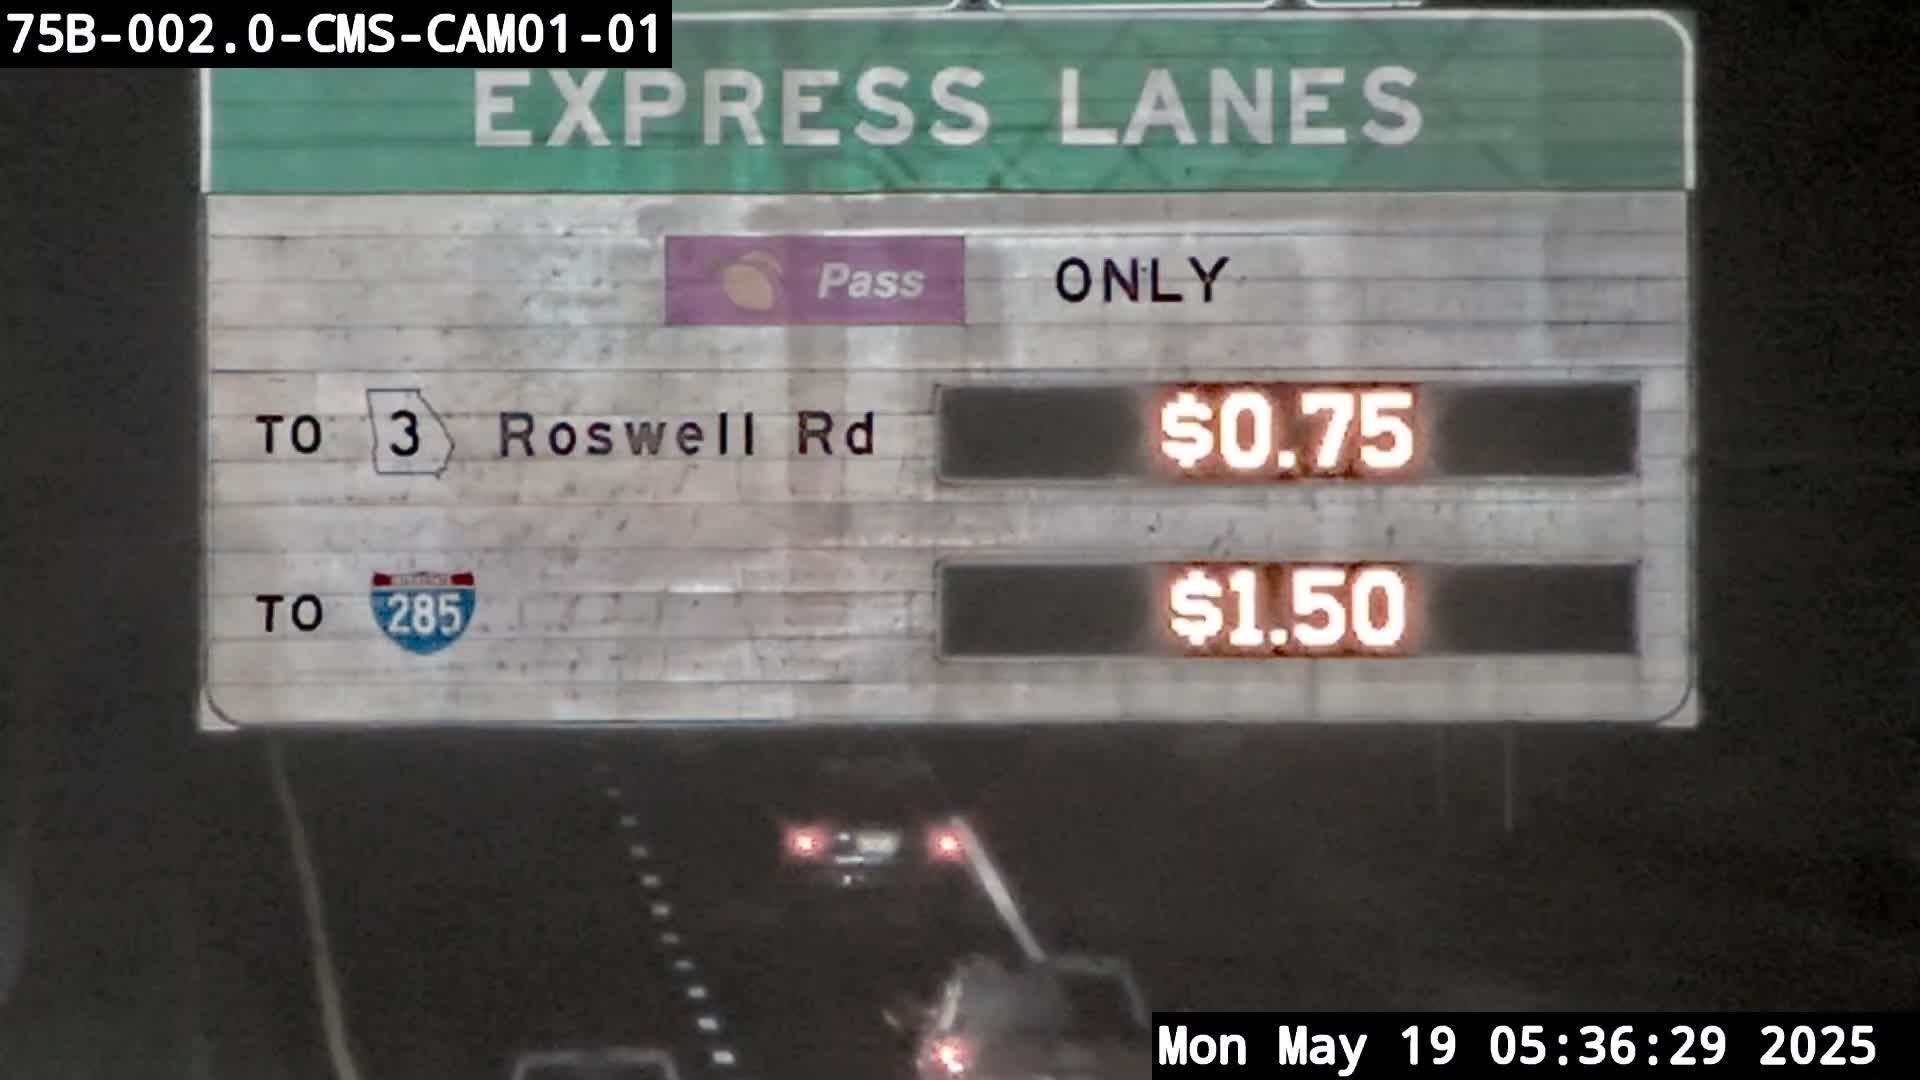 75B-002.0-CMS-CAM01-01
EXPRESS LANES
Pass ONLY
TO 3 Roswell Rd $0.75
TO INTERSTATE 285 $1.50
Mon May 19 05:36:29 2025